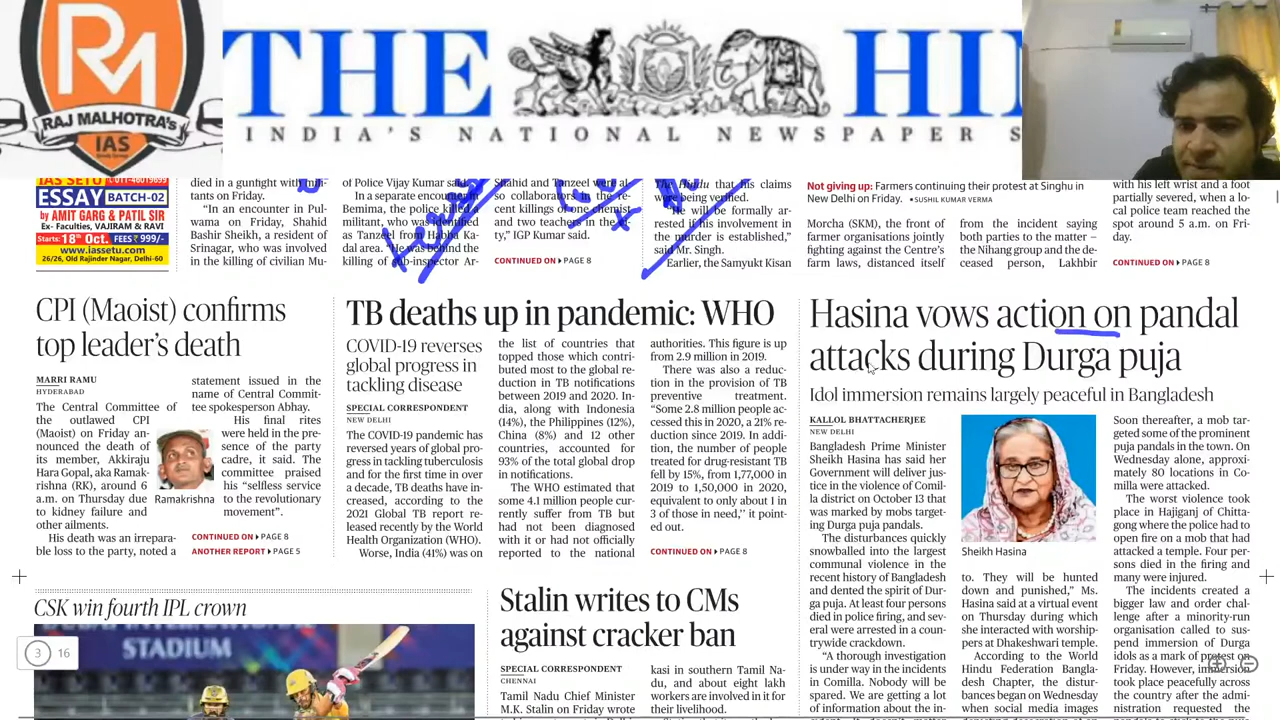 RM
RAJ MALHOTRA'S
IAS
THE HI
INDIA'S NATIONAL NEWSPAPER S
ESSAY BATCH-02
by AMIT GARG & PATIL SIR
Ex- Faculties, VAJIRAM & RAVI
Starts: 18th Oct. FEES ₹ 999/-
www.iassetu.com
26/26, Old Rajinder Nagar, Delhi-60
died in a gunfight with mili-
tants on Friday.
"In an encounter in Pul-
wama on Friday, Shahid
Bashir Sheikh, a resident of
Srinagar, who was involved
in the killing of civilian Mu-
of Police Vijay Kumar said.
In a separate encounter in
Bemima, the police killed a
militant, who was identified
as Tanzeel from Habba Ka-
dal area. "He was behind the
killing of sub-inspector Ar-
Shahid and Tanzeel were al-
so collaborators in the re-
cent killings of one chemist
and two teachers in the ci-
ty," IGP Kumar said.
CONTINUED ON PAGE 8
The Hindu that his claims
were being verified.
"He will be formally ar-
rested if his involvement in
the murder is established,"
said Mr. Singh.
Earlier, the Samyukt Kisan
Not giving up: Farmers continuing their protest at Singhu in
New Delhi on Friday. • SUSHIL KUMAR VERMA
Morcha (SKM), the front of
farmer organisations jointly
fighting against the Centre's
farm laws, distanced itself
from the incident saying
both parties to the matter –
the Nihang group and the de-
ceased person, Lakhbir
with his left wrist and a foot
partially severed, when a lo-
cal police team reached the
spot around 5 a.m. on Fri-
day.
CONTINUED ON PAGE 8
CPI (Maoist) confirms
top leader's death
MARRI RAMU
HYDERABAD
The Central Committee of
the outlawed CPI
(Maoist) on Friday an-
nounced the death of
its member, Akkiraju
Hara Gopal, aka Ramak-
rishna (RK), around 6
a.m. on Thursday due
to kidney failure and
other ailments.
His death was an irrepara-
ble loss to the party, noted a
Ramakrishna
statement issued in the
name of Central Commit-
tee spokesperson Abhay.
His final rites
were held in the pre-
sence of the party
cadre, it said. The
committee praised
his "selfless service
to the revolutionary
movement".
CONTINUED ON PAGE 8
ANOTHER REPORT PAGE 5
TB deaths up in pandemic: WHO
COVID-19 reverses
global progress in
tackling disease
SPECIAL CORRESPONDENT
NEW DELHI
The COVID-19 pandemic has
reversed years of global pro-
gress in tackling tuberculosis
and for the first time in over
a decade, TB deaths have in-
creased, according to the
2021 Global TB report re-
leased recently by the World
Health Organization (WHO).
Worse, India (41%) was on
the list of countries that
topped those which contri-
buted most to the global re-
duction in TB notifications
between 2019 and 2020. In-
dia, along with Indonesia
(14%), the Philippines (12%),
China (8%) and 12 other
countries, accounted for
93% of the total global drop
in notifications.
The WHO estimated that
some 4.1 million people cur-
rently suffer from TB but
had not been diagnosed
with it or had not officially
reported to the national
authorities. This figure is up
from 2.9 million in 2019.
There was also a reduc-
tion in the provision of TB
preventive treatment.
"Some 2.8 million people ac-
cessed this in 2020, a 21% re-
duction since 2019. In addi-
tion, the number of people
treated for drug-resistant TB
fell by 15%, from 1,77,000 in
2019 to 1,50,000 in 2020,
equivalent to only about 1 in
3 of those in need,'' it point-
ed out.
CONTINUED ON PAGE 8
Hasina vows action on pandal
attacks during Durga puja
Idol immersion remains largely peaceful in Bangladesh
KALLOL BHATTACHERJEE
NEW DELHI
Bangladesh Prime Minister
Sheikh Hasina has said her
Government will deliver jus-
tice in the violence of Comil-
la district on October 13 that
was marked by mobs target-
ing Durga puja pandals.
The disturbances quickly
snowballed into the largest
communal violence in the
recent history of Bangladesh
and dented the spirit of Dur-
ga puja. At least four persons
died in police firing, and sev-
eral were arrested in a coun-
trywide crackdown.
"A thorough investigation
is under way in the incidents
in Comilla. Nobody will be
spared. We are getting a lot
of information about the in-
Sheikh Hasina
to. They will be hunted
down and punished," Ms.
Hasina said at a virtual event
on Thursday during which
she interacted with worship-
pers at Dhakeshwari temple.
According to the World
Hindu Federation Bangla-
desh Chapter, the distur-
bances began on Wednesday
when social media images
Soon thereafter, a mob tar-
geted some of the prominent
puja pandals in the town. On
Wednesday alone, approxi-
mately 80 locations in Co-
milla were attacked.
The worst violence took
place in Hajiganj of Chitta-
gong where the police had to
open fire on a mob that had
attacked a temple. Four per-
sons died in the firing and
many were injured.
The incidents created a
bigger law and order chal-
lenge after a minority-run
organisation called to sus-
pend immersion of Durga
idols as a mark of protest on
Friday. However, immersion
took place peacefully across
the country after the admi-
nistration requested the
CSK win fourth IPL crown
STADIUM
3 16
Stalin writes to CMs
against cracker ban
SPECIAL CORRESPONDENT
CHENNAI
Tamil Nadu Chief Minister
M.K. Stalin on Friday wrote
kasi in southern Tamil Na-
du, and about eight lakh
workers are involved in it for
their livelihood.